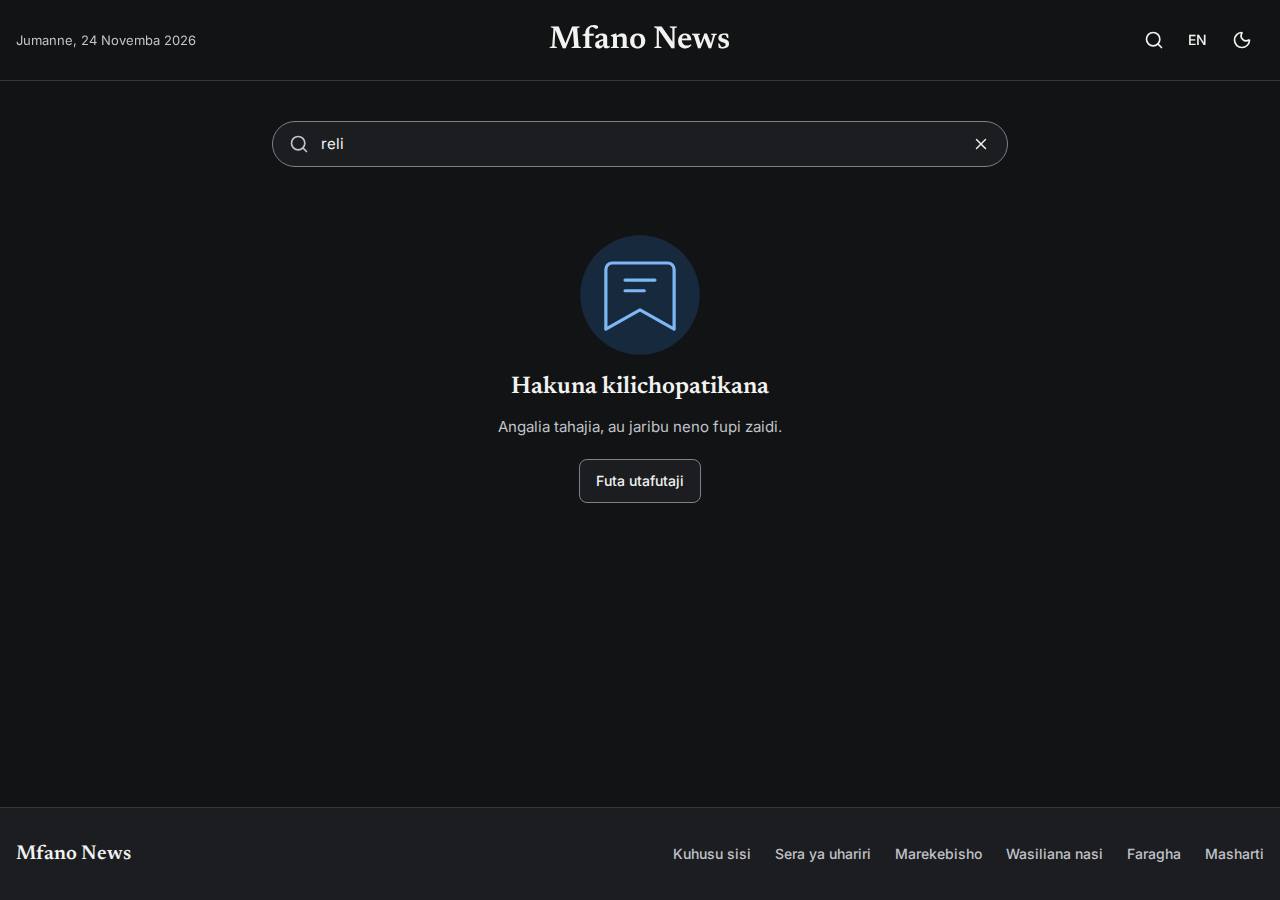 Jumanne, 24 Novemba 2026
Mfano News
EN
reli
Hakuna kilichopatikana
Angalia tahajia, au jaribu neno fupi zaidi.
Futa utafutaji
Mfano News
Kuhusu sisi
Sera ya uhariri
Marekebisho
Wasiliana nasi
Faragha
Masharti